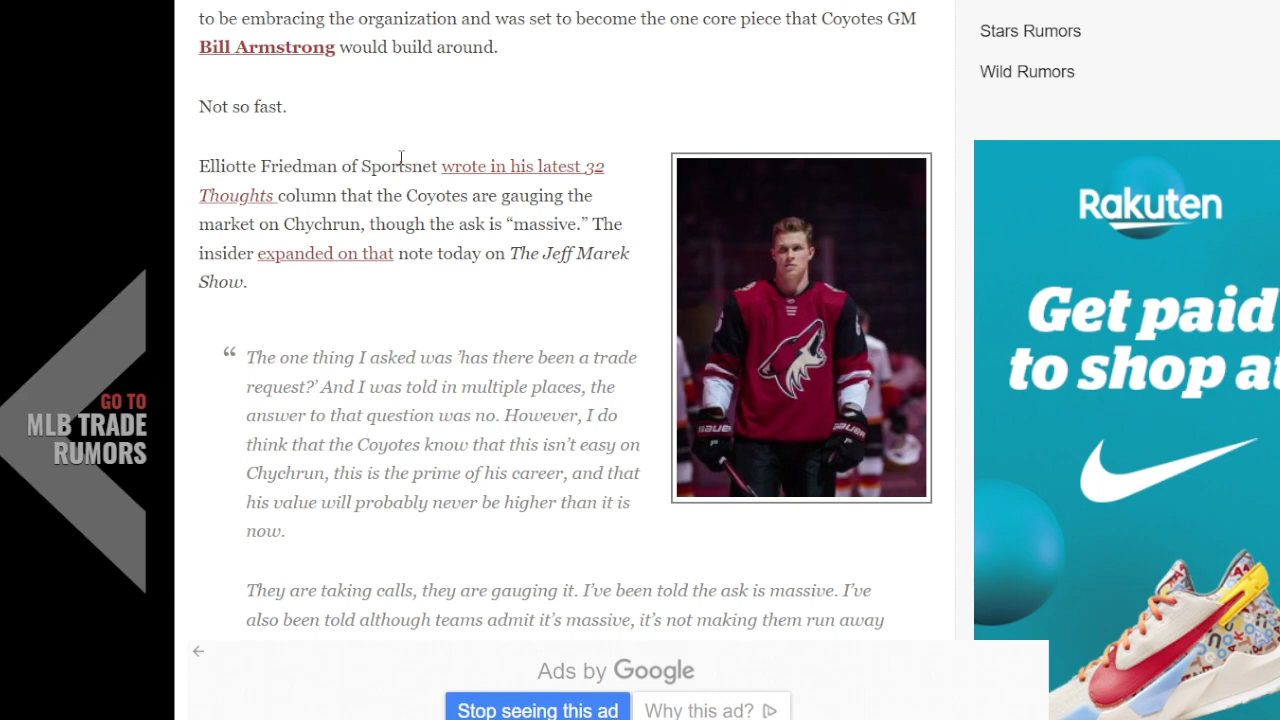 to be embracing the organization and was set to become the one core piece that Coyotes GM
Bill Armstrong would build around.
Not so fast.
Elliotte Friedman of Sportsnet wrote in his latest 32
Thoughts column that the Coyotes are gauging the
market on Chychrun, though the ask is “massive.” The
insider expanded on that note today on The Jeff Marek
Show.
“ The one thing I asked was ’has there been a trade
request?’ And I was told in multiple places, the
answer to that question was no. However, I do
think that the Coyotes know that this isn’t easy on
Chychrun, this is the prime of his career, and that
his value will probably never be higher than it is
now.
They are taking calls, they are gauging it. I’ve been told the ask is massive. I’ve
also been told although teams admit it’s massive, it’s not making them run away
GO TO
MLB TRADE
RUMORS
Stars Rumors
Wild Rumors
Rakuten
Get paid
to shop at
BAUER
BAUER
Ads by Google
Stop seeing this ad
Why this ad?